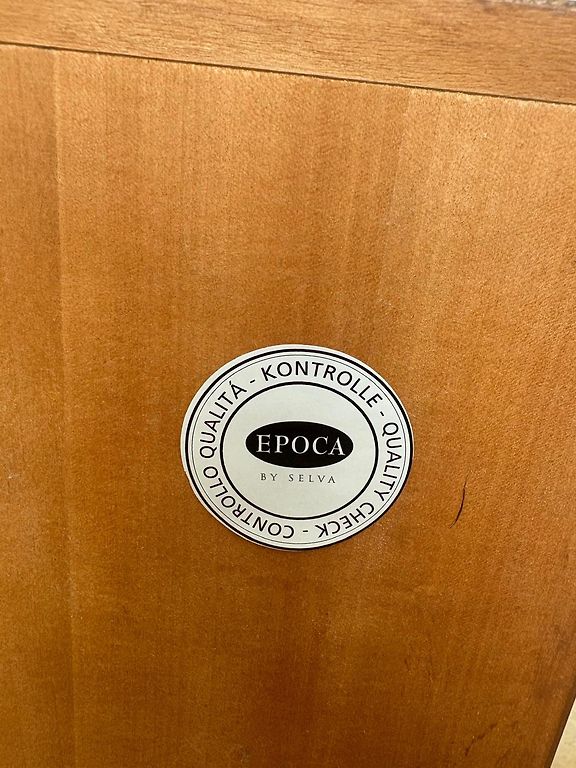 CONTROLLO QUALITÁ - KONTROLLE - QUALITY CHECK -
EPOCA
BY SELVA